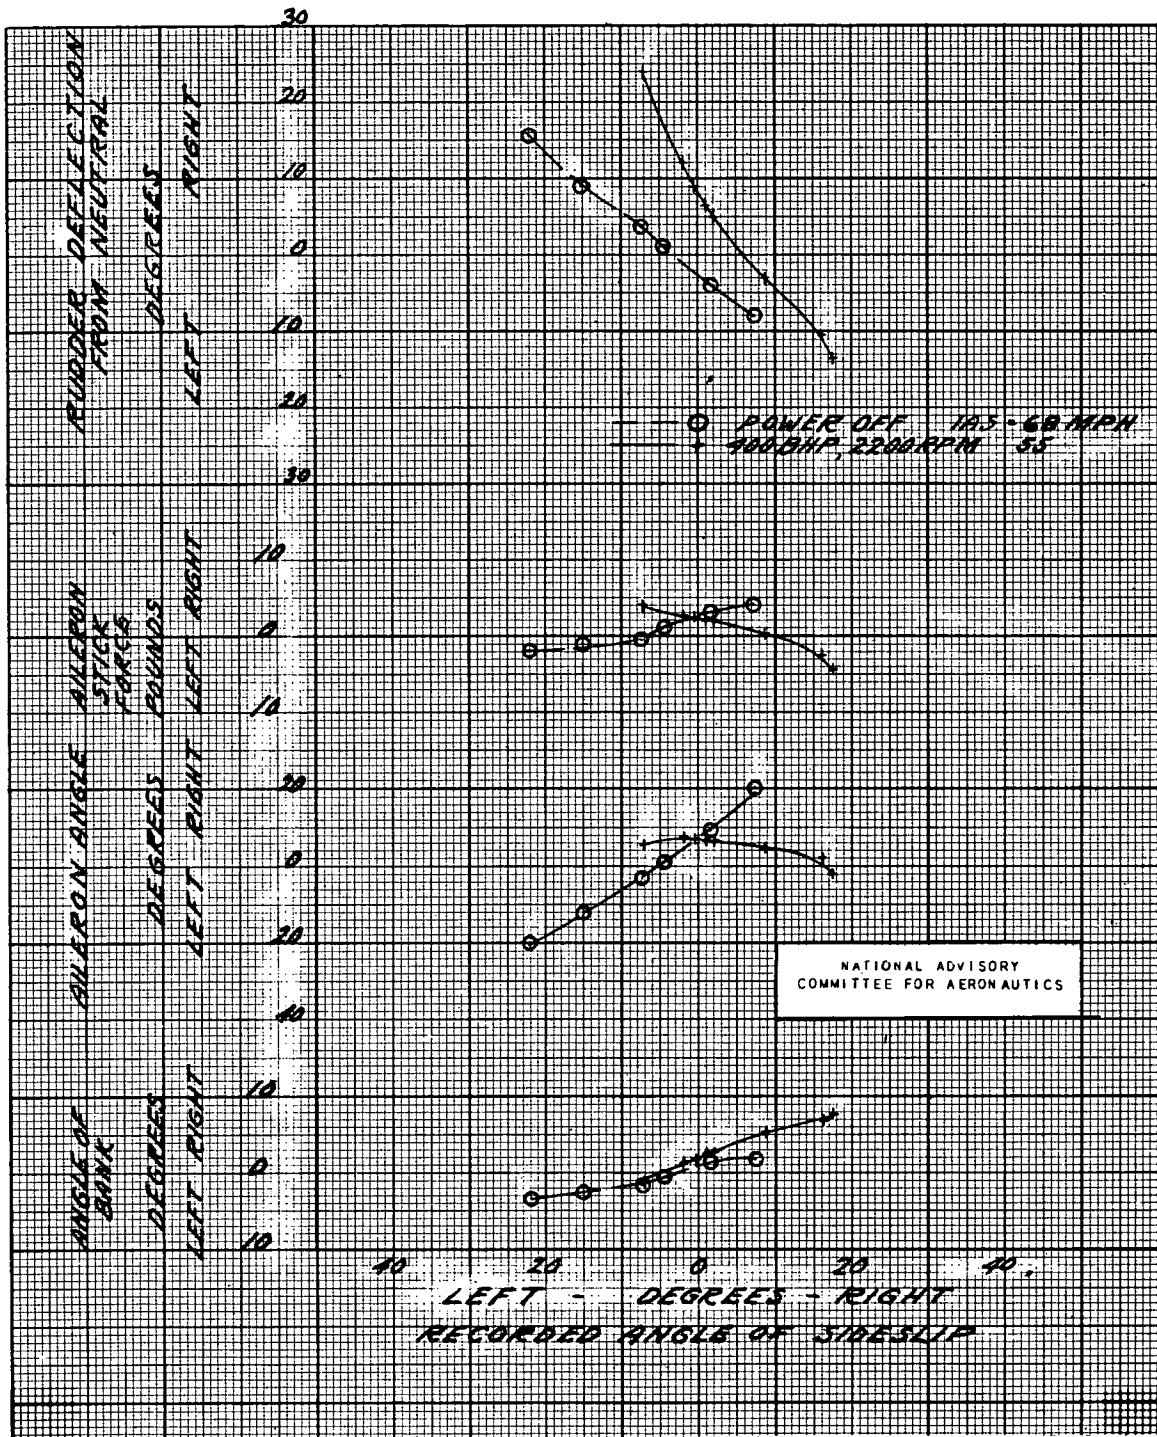 30
20
10
0
10
20
30
RUDDER DEFLECTION
FROM NEUTRAL
DEGREES
LEFT RIGHT
POWER OFF IAS - 68 MPH
400 BHP, 2200 RPM 55
10
0
10
AILERON
STICK
FORCE
POUNDS
LEFT RIGHT
20
0
20
40
AILERON ANGLE
DEGREES
LEFT RIGHT
NATIONAL ADVISORY
COMMITTEE FOR AERONAUTICS
10
0
10
ANGLE OF
BANK
DEGREES
LEFT RIGHT
40 20 0 20 40
LEFT - DEGREES - RIGHT
RECORDED ANGLE OF SIDESLIP